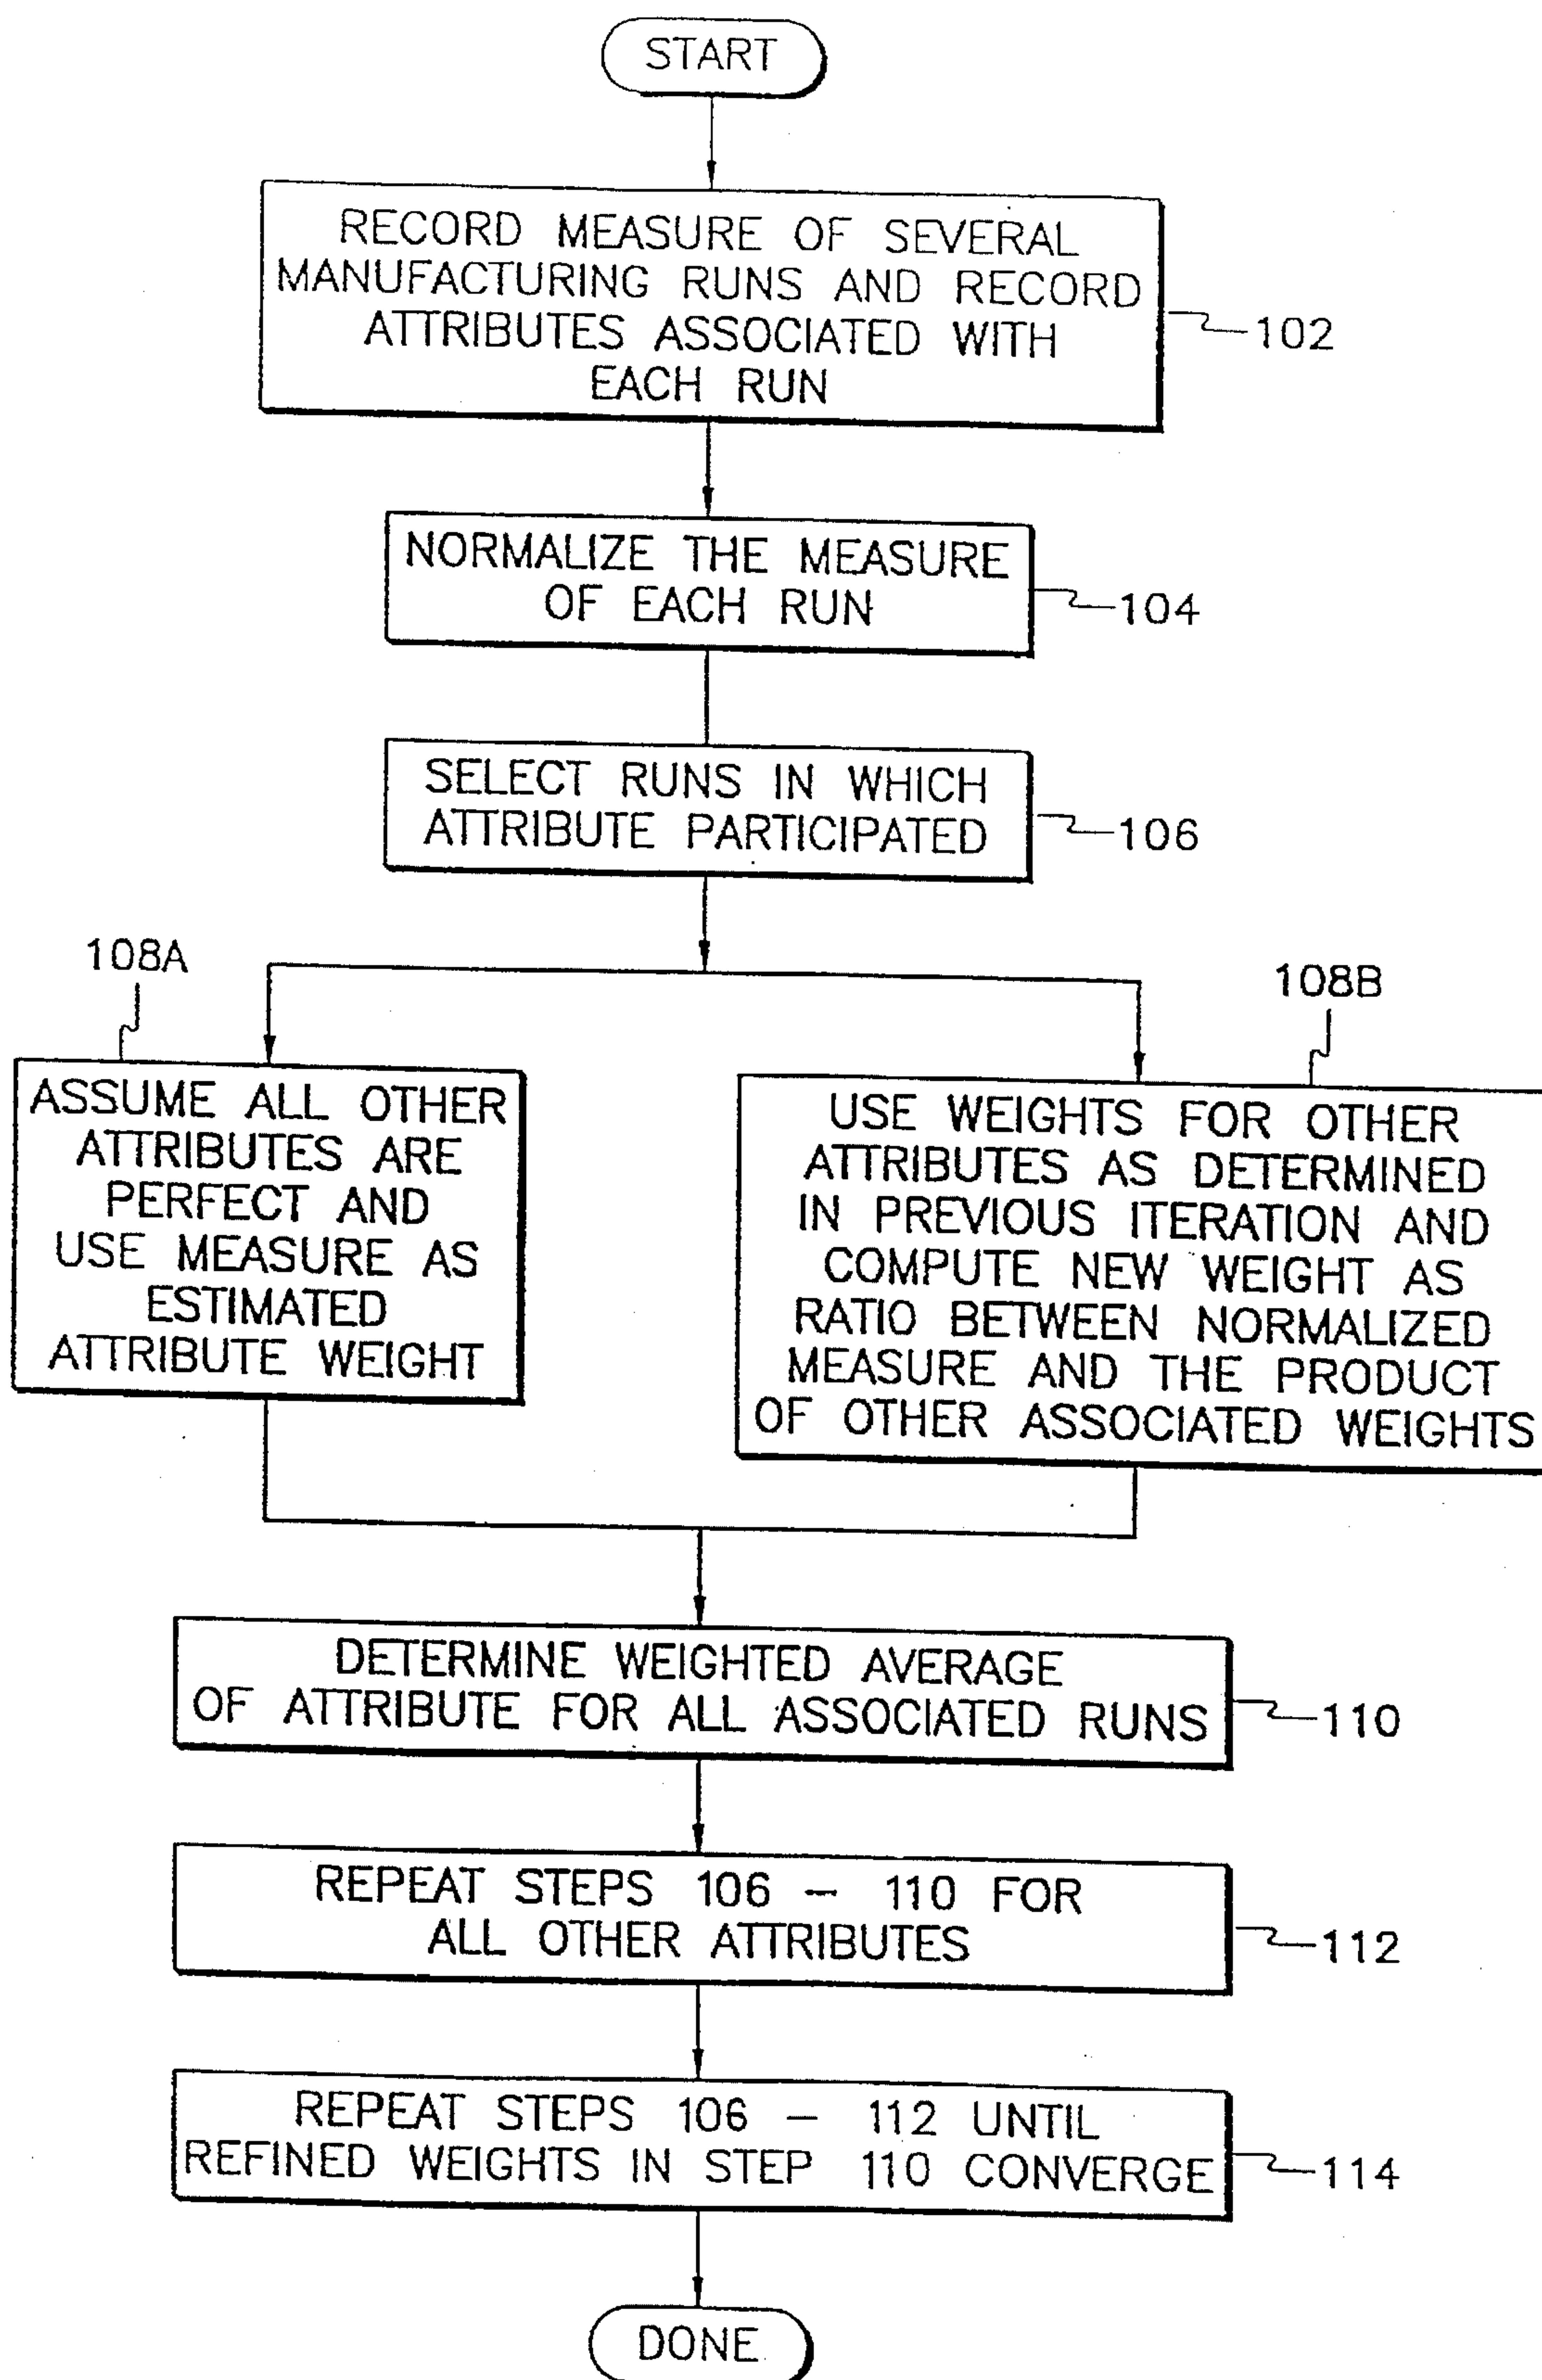 START
RECORD MEASURE OF SEVERAL
MANUFACTURING RUNS AND RECORD
ATTRIBUTES ASSOCIATED WITH
EACH RUN
102
NORMALIZE THE MEASURE
OF EACH RUN
104
SELECT RUNS IN WHICH
ATTRIBUTE PARTICIPATED
106
108A
ASSUME ALL OTHER
ATTRIBUTES ARE
PERFECT AND
USE MEASURE AS
ESTIMATED
ATTRIBUTE WEIGHT
108B
USE WEIGHTS FOR OTHER
ATTRIBUTES AS DETERMINED
IN PREVIOUS ITERATION AND
COMPUTE NEW WEIGHT AS
RATIO BETWEEN NORMALIZED
MEASURE AND THE PRODUCT
OF OTHER ASSOCIATED WEIGHTS
DETERMINE WEIGHTED AVERAGE
OF ATTRIBUTE FOR ALL ASSOCIATED RUNS
110
REPEAT STEPS 106 - 110 FOR
ALL OTHER ATTRIBUTES
112
REPEAT STEPS 106 - 112 UNTIL
REFINED WEIGHTS IN STEP 110 CONVERGE
114
DONE